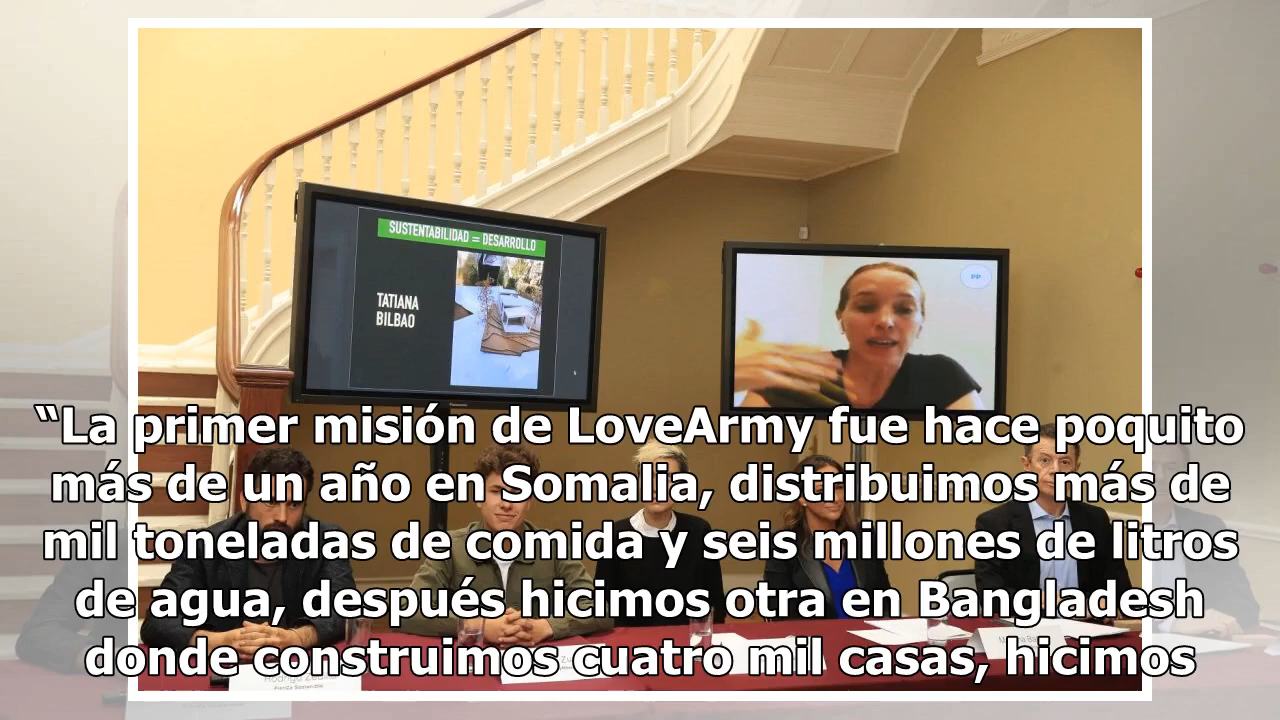 SUSTENTABILIDAD = DESARROLLO
TATIANA
BILBAO
PP
“La primer misión de LoveArmy fue hace poquito
más de un año en Somalia, distribuimos más de
mil toneladas de comida y seis millones de litros
de agua, después hicimos otra en Bangladesh
donde construimos cuatro mil casas, hicimos